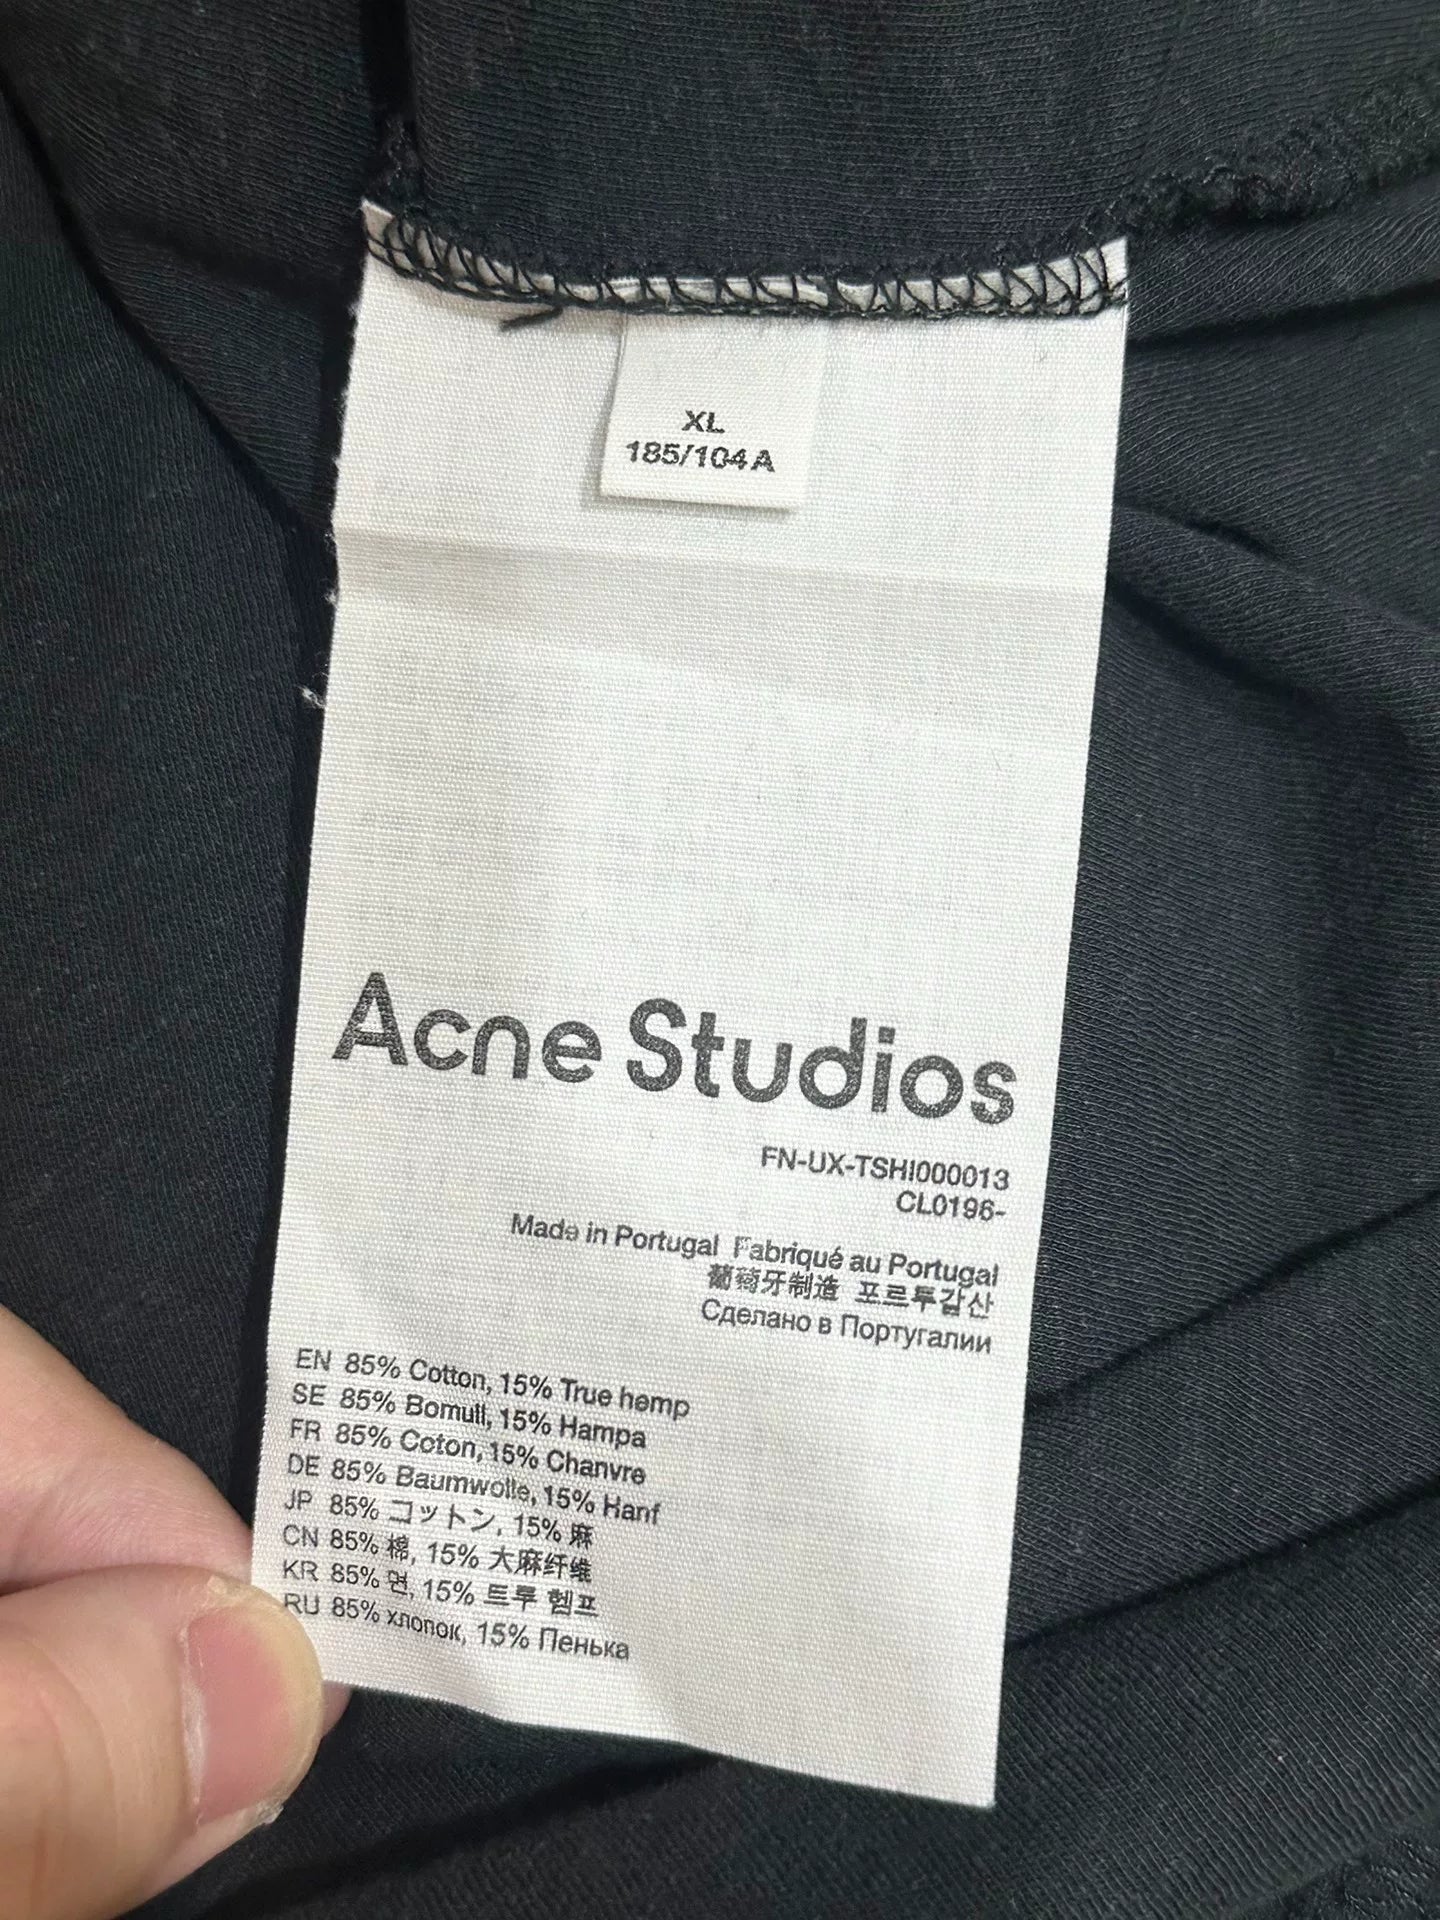 XL
185/104A
Acne Studios
FN-UX-TSHI000013
CL0196-
Made in Portugal Fabriqué au Portugal
葡萄牙制造 포르투갈산
Сделано в Португалии
EN 85% Cotton, 15% True hemp
SE 85% Bomull, 15% Hampa
FR 85% Coton, 15% Chanvre
DE 85% Baumwolle, 15% Hanf
JP 85% コットン, 15% 麻
CN 85% 棉, 15% 大麻纤维
KR 85% 면, 15% 트루 헴프
RU 85% хлопок, 15% Пенька